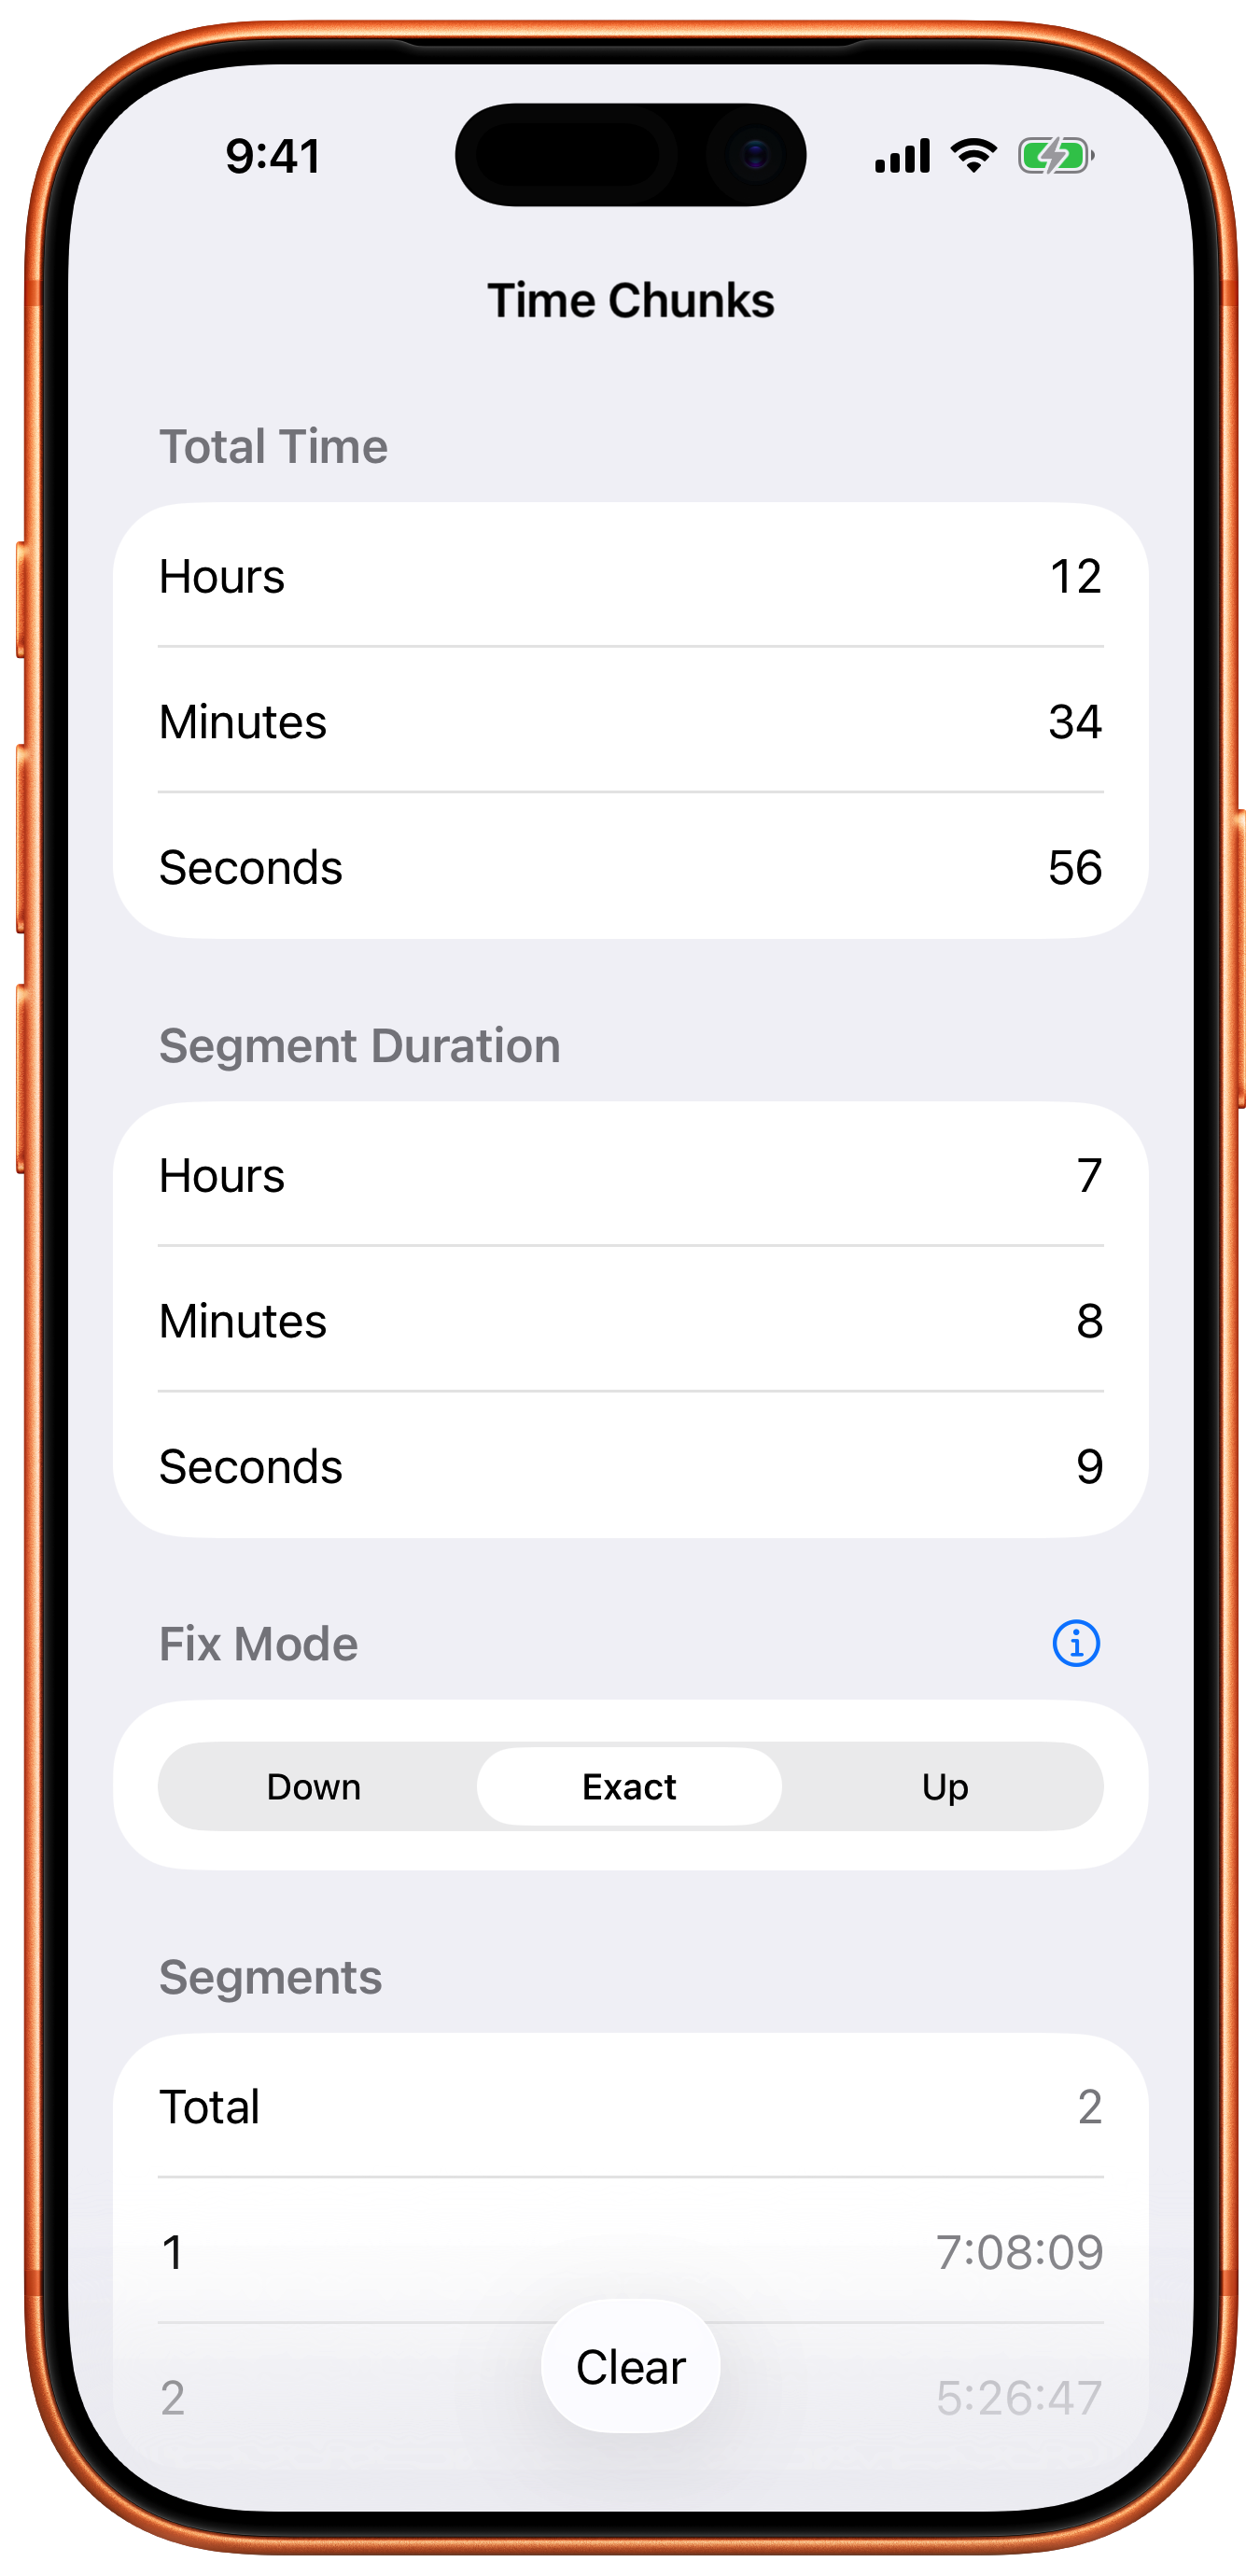 9:41
Time Chunks
Total Time
Hours 12
Minutes 34
Seconds 56
Segment Duration
Hours 7
Minutes 8
Seconds 9
Fix Mode
Down Exact Up
Segments
Total 2
1 7:08:09
2 5:26:47
Clear